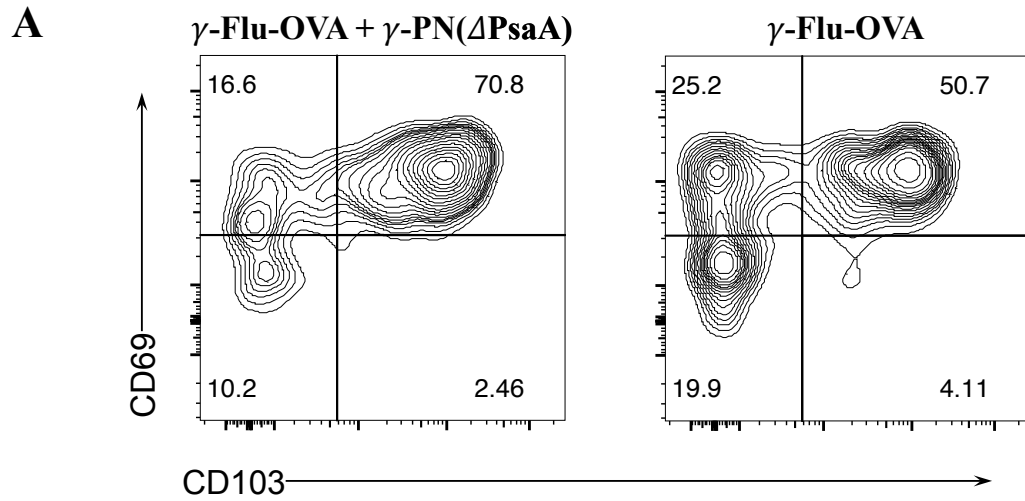 A
γ-Flu-OVA + γ-PN(ΔPsaA)
γ-Flu-OVA
16.6
70.8
25.2
50.7
10.2
2.46
19.9
4.11
CD69
CD103